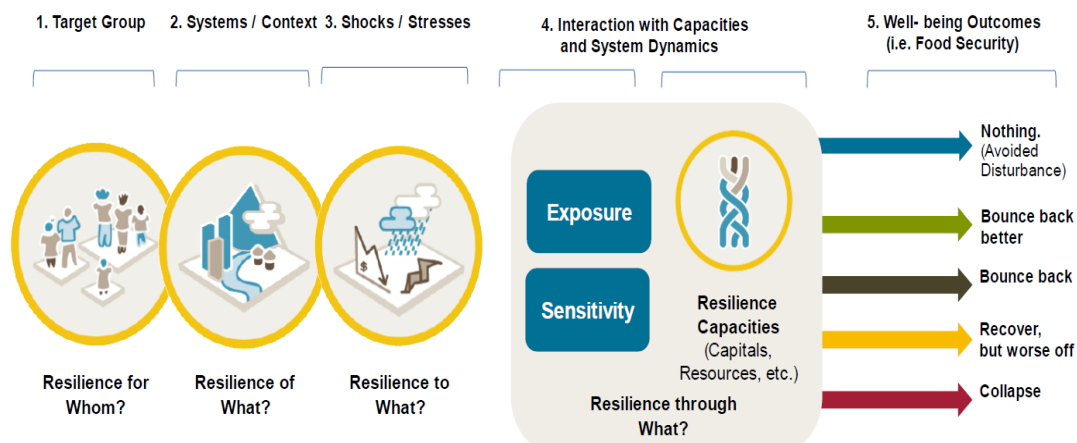 1. Target Group
2. Systems / Context
3. Shocks / Stresses
4. Interaction with Capacities
and System Dynamics
5. Well- being Outcomes
(i.e. Food Security)
$
Resilience for
Whom?
Resilience of
What?
Resilience to
What?
Exposure
Sensitivity
Resilience
Capacities
(Capitals,
Resources, etc.)
Resilience through
What?
Nothing.
(Avoided
Disturbance)
Bounce back
better
Bounce back
Recover,
but worse off
Collapse